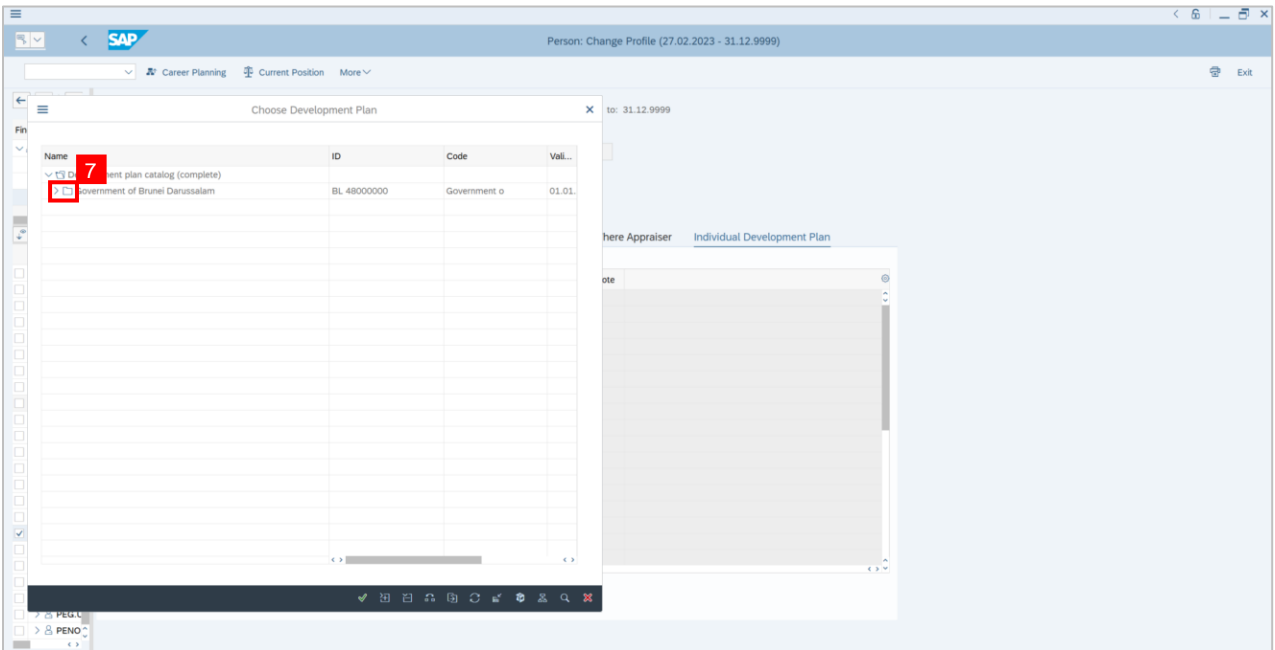 SAP
Person: Change Profile (27.02.2023 - 31.12.9999)
Career Planning Current Position More Exit
Choose Development Plan
to: 31.12.9999
Fin
Name ID Code Vali...
7
ment plan catalog (complete)
Government of Brunei Darussalam BL 48000000 Government o 01.01.
here Appraiser Individual Development Plan
ote
PEG.U
PENO